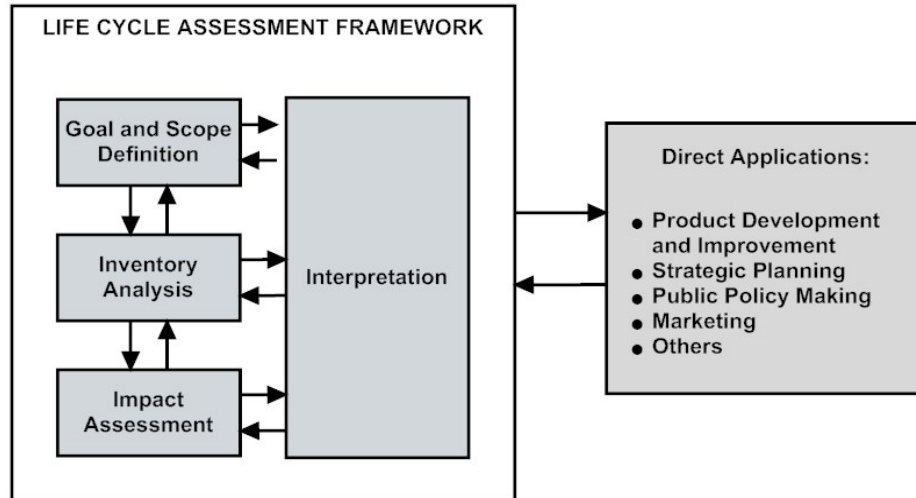 LIFE CYCLE ASSESSMENT FRAMEWORK
Goal and Scope
Definition
Inventory
Analysis
Impact
Assessment
Interpretation
Direct Applications:
● Product Development
and Improvement
● Strategic Planning
● Public Policy Making
● Marketing
● Others